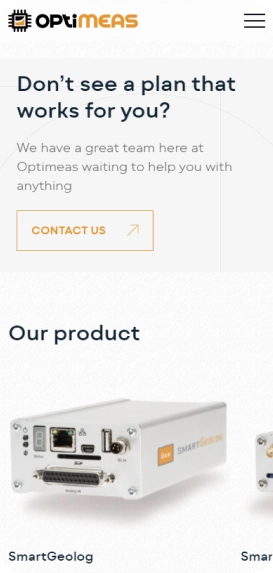 OPTIMEAS
Don't see a plan that
works for you?
We have a great team here at
Optimeas waiting to help you with
anything
CONTACT US
Our product
SMARTGEOLOG
SmartGeolog
Smar